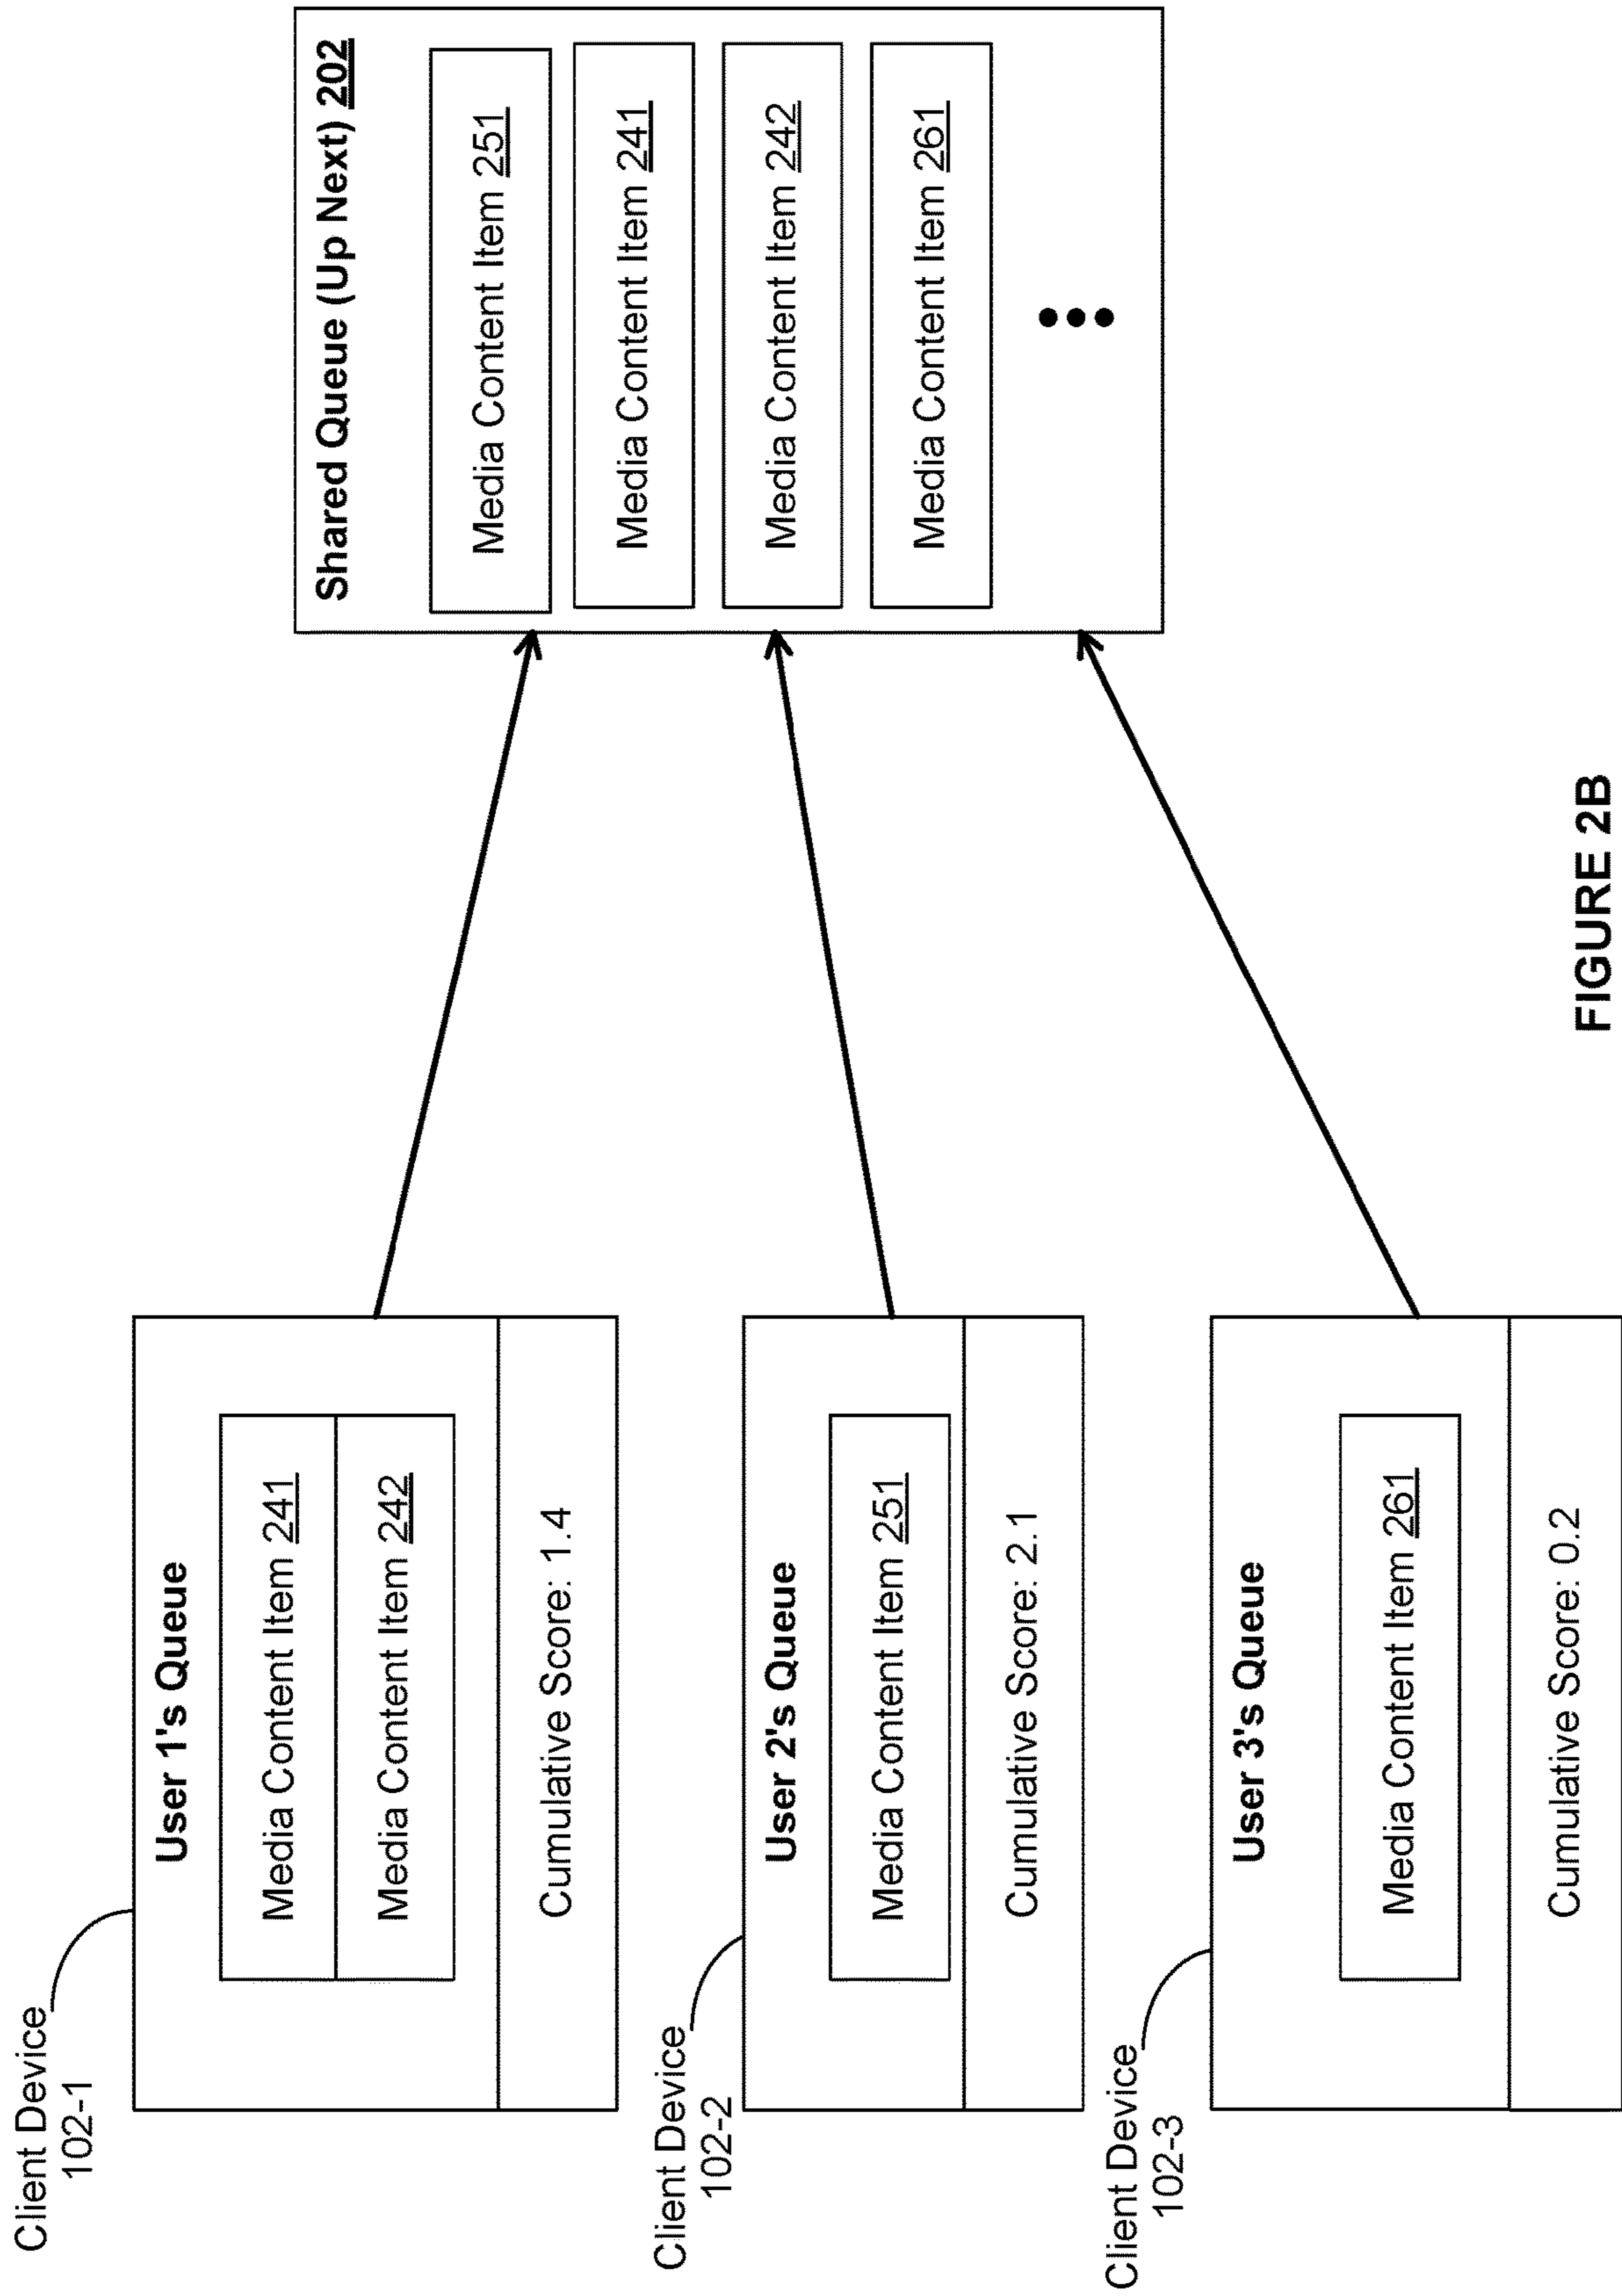 Client Device
102-1
User 1's Queue
Media Content Item 241
Media Content Item 242
Cumulative Score: 1.4
Client Device
102-2
User 2's Queue
Media Content Item 251
Cumulative Score: 2.1
Client Device
102-3
User 3's Queue
Media Content Item 261
Cumulative Score: 0.2
Shared Queue (Up Next) 202
Media Content Item 251
Media Content Item 241
Media Content Item 242
Media Content Item 261
FIGURE 2B